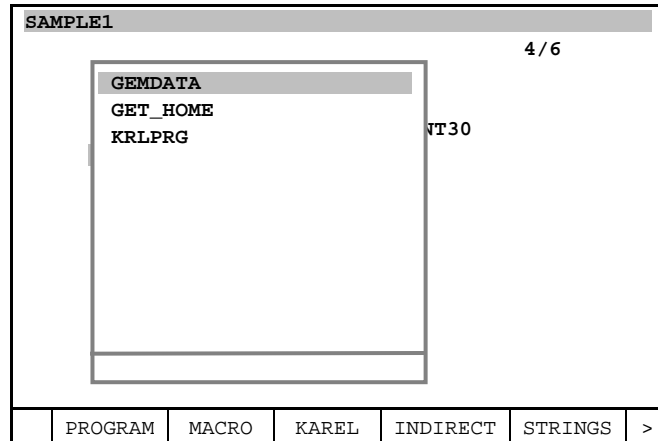 SAMPLE1
4/6
GEMDATA
GET_HOME
NT30
KRLPRG
PROGRAM MACRO KAREL INDIRECT STRINGS >